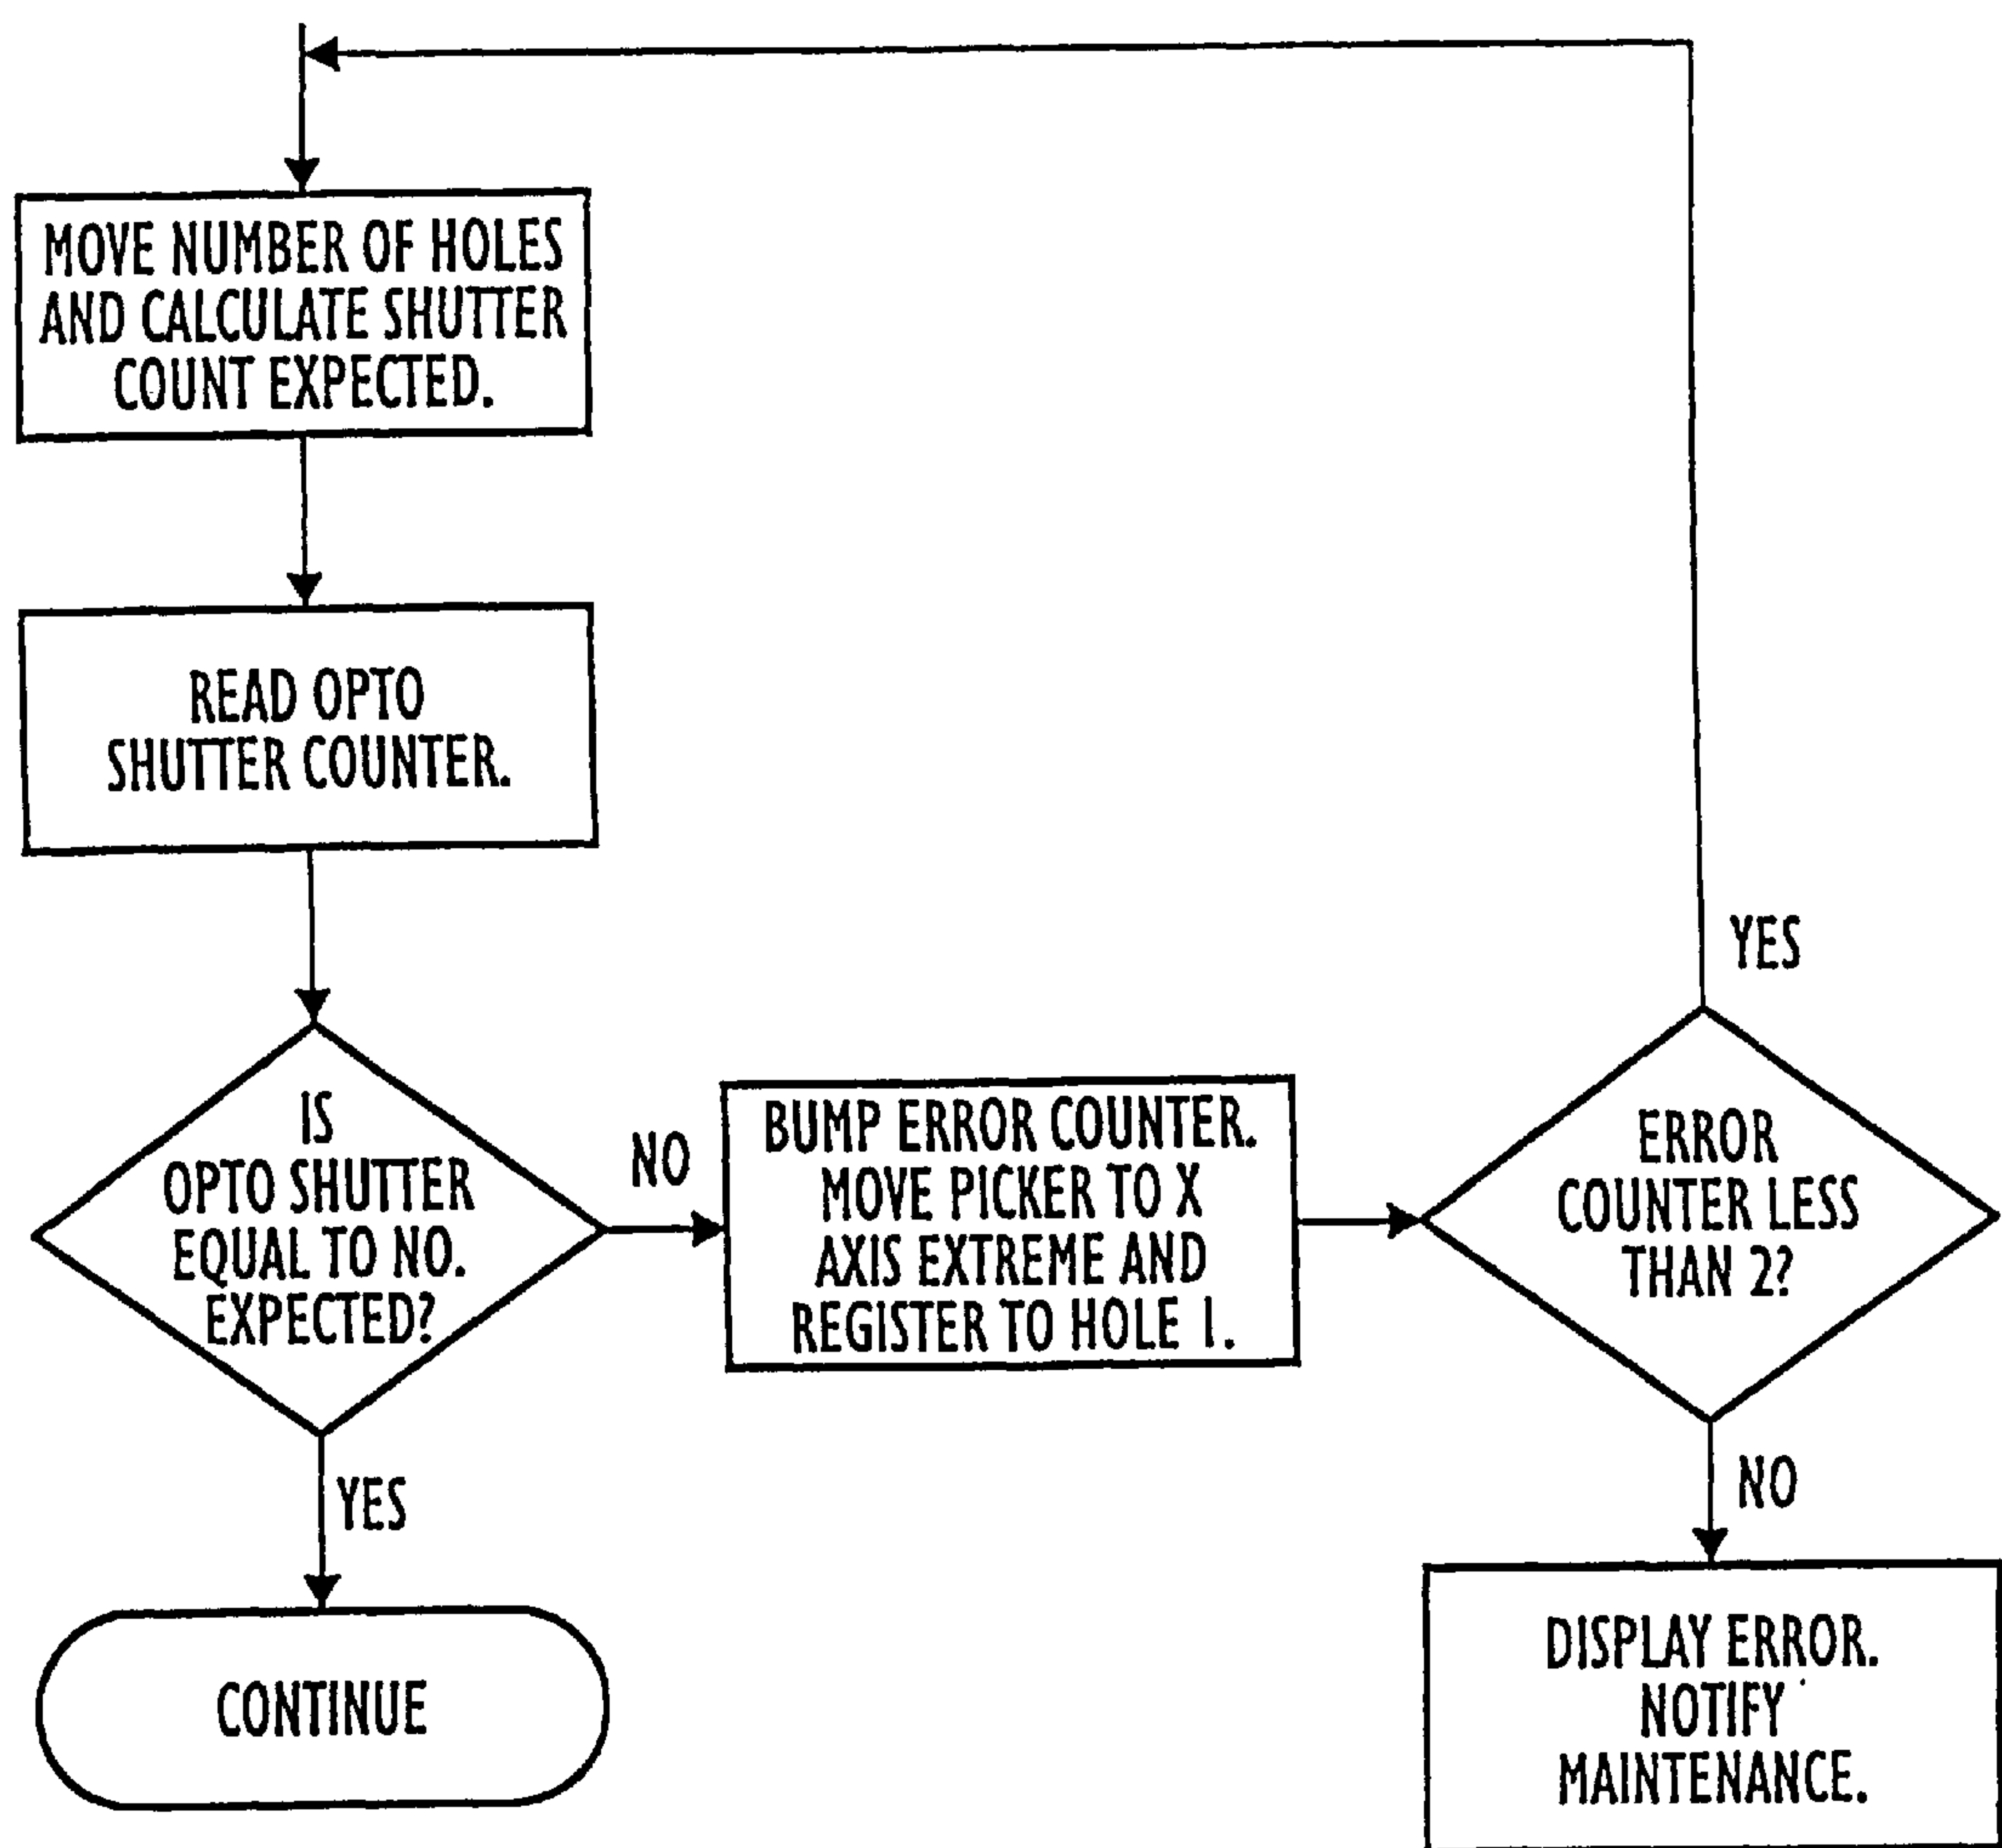 MOVE NUMBER OF HOLES
AND CALCULATE SHUTTER
COUNT EXPECTED.
READ OPTO
SHUTTER COUNTER.
IS
OPTO SHUTTER
EQUAL TO NO.
EXPECTED?
NO
YES
CONTINUE
BUMP ERROR COUNTER.
MOVE PICKER TO X
AXIS EXTREME AND
REGISTER TO HOLE 1.
ERROR
COUNTER LESS
THAN 2?
YES
NO
DISPLAY ERROR.
NOTIFY
MAINTENANCE.